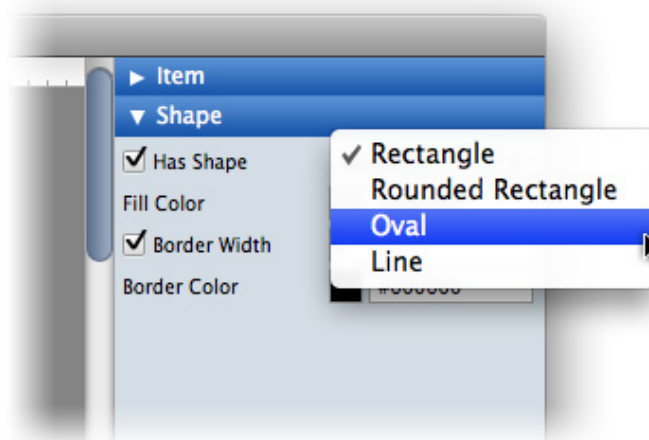 Item
Shape
Has Shape
Rectangle
Rounded Rectangle
Fill Color
Oval
Border Width
Line
Border Color